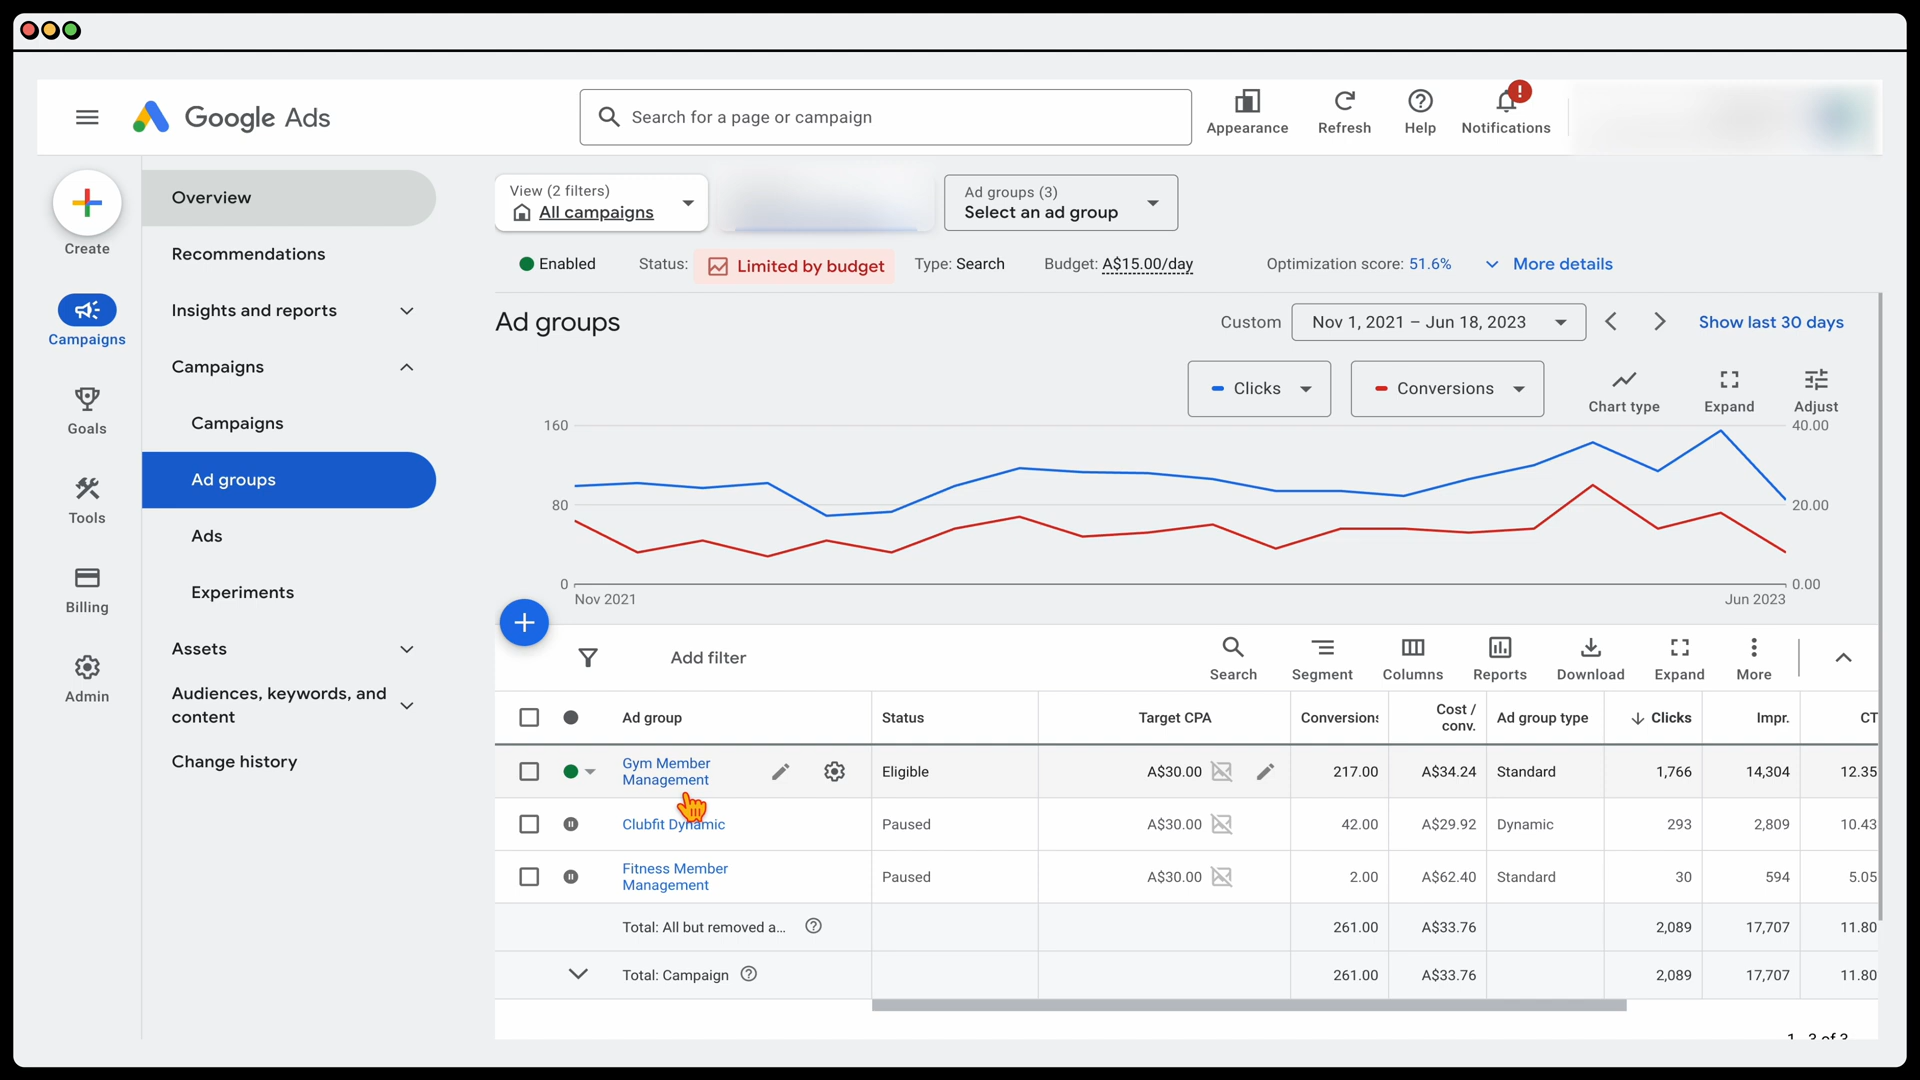 Google Ads
Search for a page or campaign
Appearance
Refresh
Help
!
Notifications
Create
Campaigns
Goals
Tools
Billing
Admin
Overview
Recommendations
Insights and reports
Campaigns
Campaigns
Ad groups
Ads
Experiments
Assets
Audiences, keywords, and
content
Change history
View (2 filters)
All campaigns
Ad groups (3)
Select an ad group
Enabled
Status: Limited by budget
Type: Search
Budget: A$15.00/day
Optimization score: 51.6%
More details
Ad groups
Custom
Nov 1, 2021 – Jun 18, 2023
Show last 30 days
Clicks
Conversions
Chart type
Expand
Adjust
160
80
0
40.00
20.00
0.00
Nov 2021
Jun 2023
Add filter
Search
Segment
Columns
Reports
Download
Expand
More
Ad group
Status
Target CPA
Conversions
Cost /
conv.
Ad group type
Clicks
Impr.
CT
Gym Member
Management
Eligible
A$30.00
217.00
A$34.24
Standard
1,766
14,304
12.35
Clubfit Dynamic
Paused
A$30.00
42.00
A$29.92
Dynamic
293
2,809
10.43
Fitness Member
Management
Paused
A$30.00
2.00
A$62.40
Standard
30
594
5.05
Total: All but removed a...
261.00
A$33.76
2,089
17,707
11.80
Total: Campaign
261.00
A$33.76
2,089
17,707
11.80
1 - 3 of 3